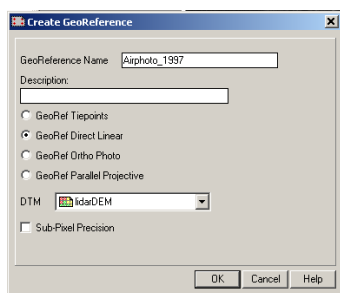 Create GeoReference
GeoReference Name Airphoto_1997
Description:
GeoRef Tiepoints
GeoRef Direct Linear
GeoRef Ortho Photo
GeoRef Parallel Projective
DTM lidarDEM
Sub-Pixel Precision
OK Cancel Help